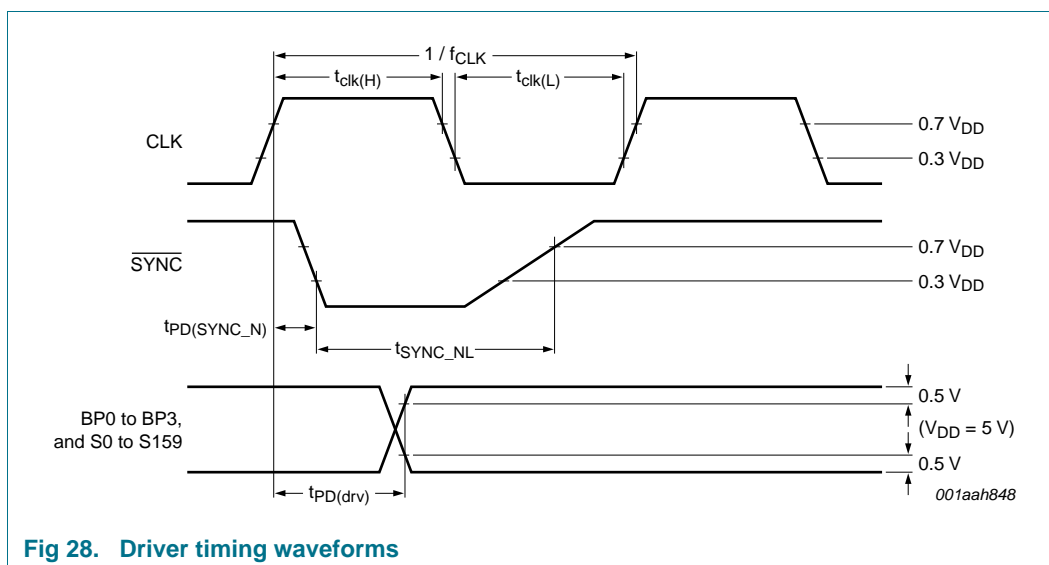 1 / fCLK
tclk(H)
tclk(L)
CLK
0.7 VDD
0.3 VDD
SYNC
0.7 VDD
0.3 VDD
tPD(SYNC_N)
tSYNC_NL
BP0 to BP3,
and S0 to S159
0.5 V
(VDD = 5 V)
0.5 V
tPD(drv)
001aah848
Fig 28. Driver timing waveforms